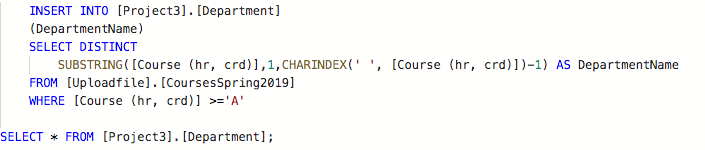 INSERT INTO [Project3].[Department]
(DepartmentName)
SELECT DISTINCT
SUBSTRING([Course (hr, crd)],1,CHARINDEX(' ', [Course (hr, crd)])-1) AS DepartmentName
FROM [Uploadfile].[CoursesSpring2019]
WHERE [Course (hr, crd)] >='A'
SELECT * FROM [Project3].[Department];